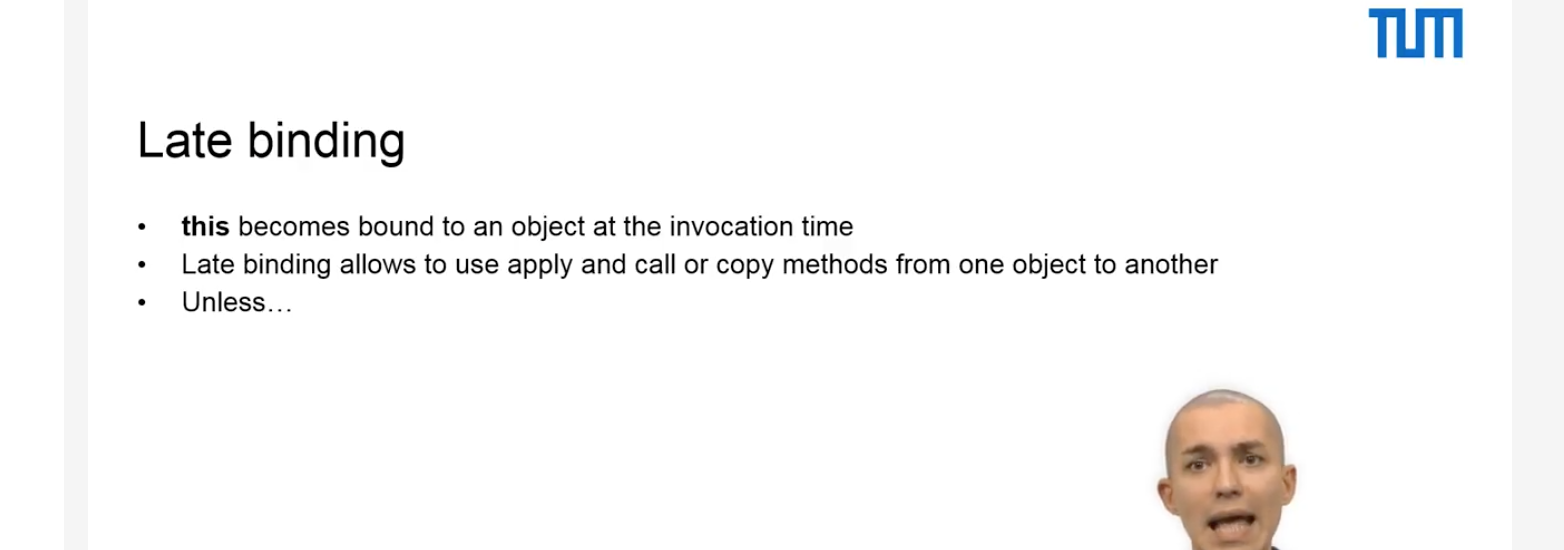 TUM
Late binding
• this becomes bound to an object at the invocation time
• Late binding allows to use apply and call or copy methods from one object to another
• Unless…